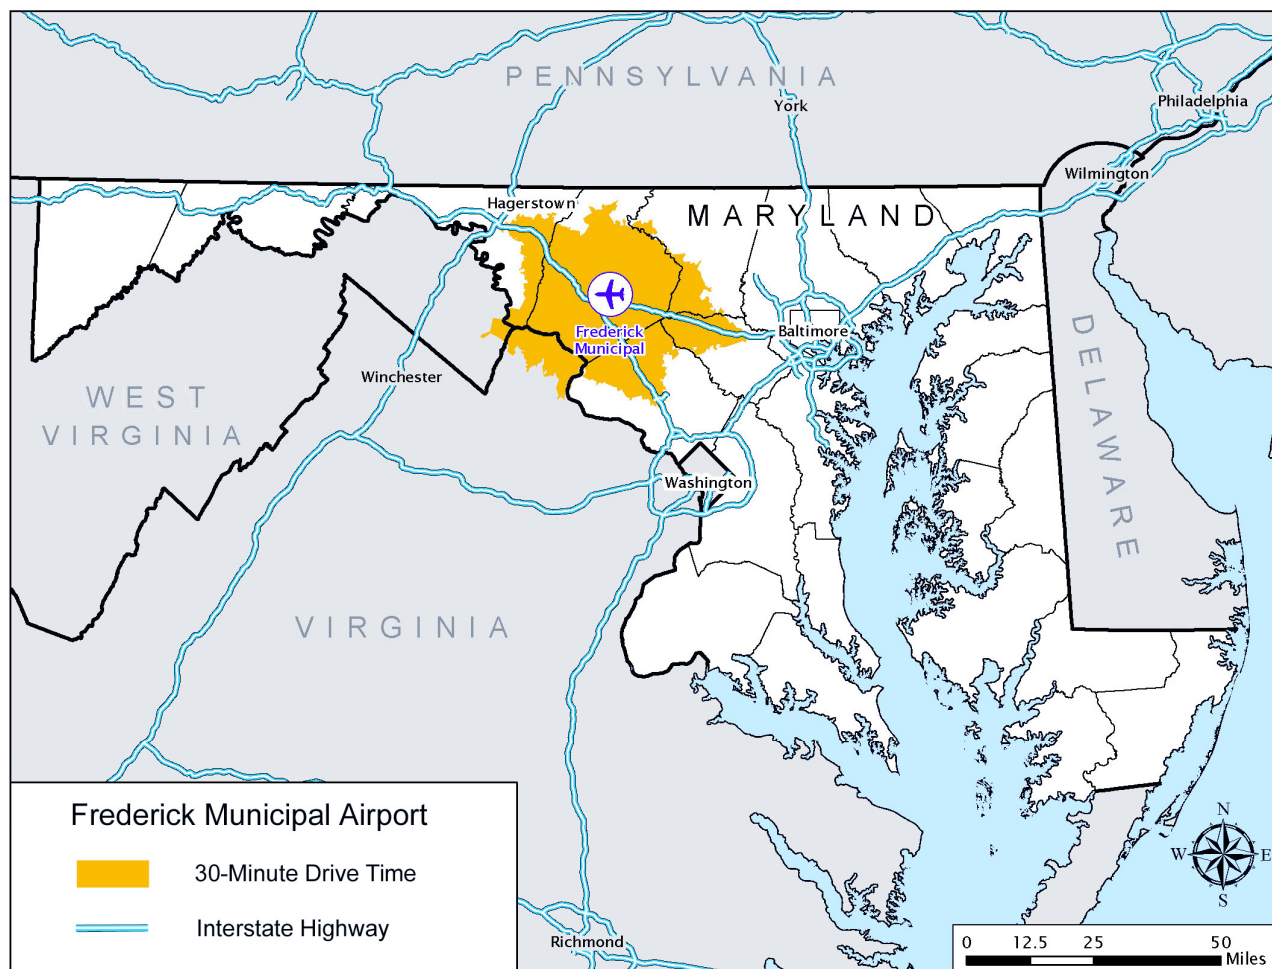 PENNSYLVANIA
York
Philadelphia
Wilmington
Hagerstown
MARYLAND
Frederick
Municipal
Baltimore
DELAWARE
Winchester
WEST
VIRGINIA
Washington
VIRGINIA
Richmond
Frederick Municipal Airport
30-Minute Drive Time
Interstate Highway
N
W E
S
0 12.5 25 50
Miles